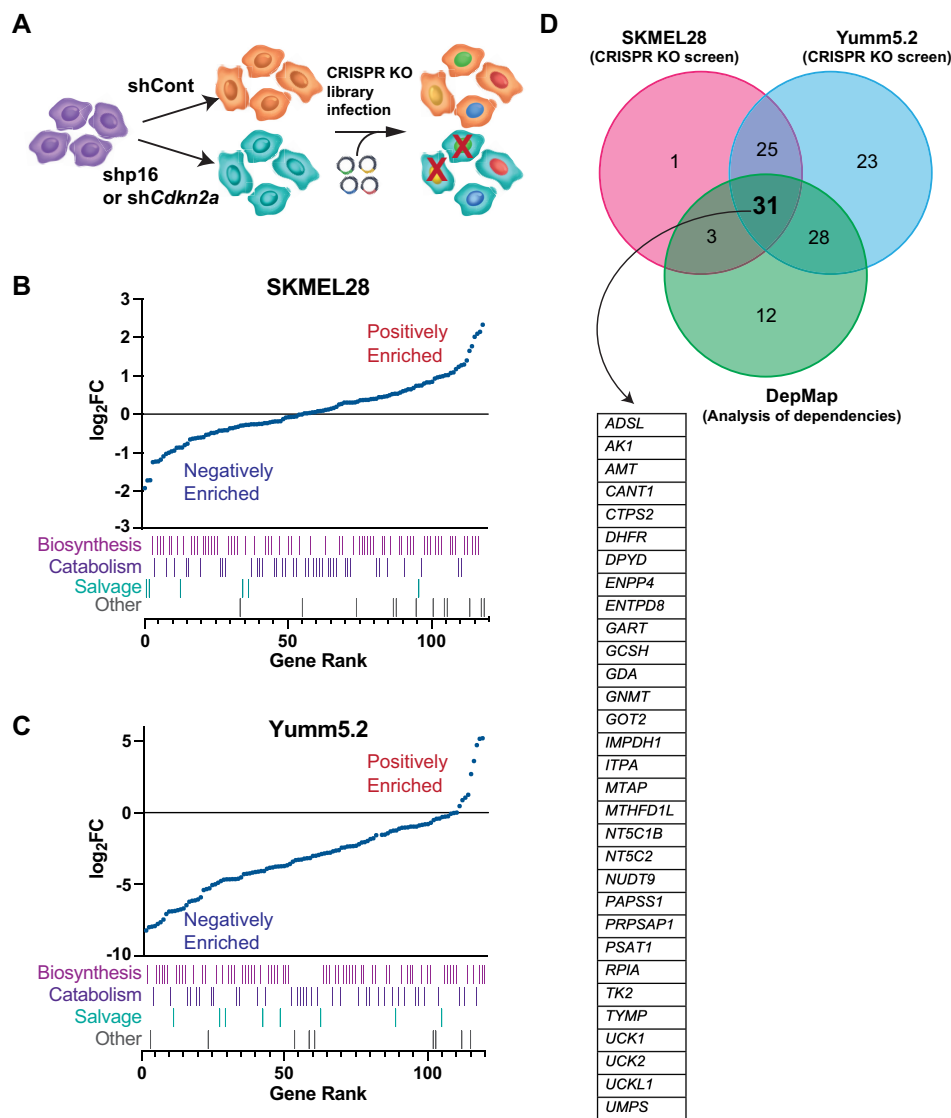 A
shCont
shp16
or shCdkn2a
CRISPR KO
library
infection
X
X
B
SKMEL28
3
2
1
0
-1
-2
-3
log2FC
Positively
Enriched
Negatively
Enriched
Biosynthesis
Catabolism
Salvage
Other
0
50
100
Gene Rank
C
Yumm5.2
5
0
-5
-10
log2FC
Positively
Enriched
Negatively
Enriched
Biosynthesis
Catabolism
Salvage
Other
0
50
100
Gene Rank
D
SKMEL28
(CRISPR KO screen)
Yumm5.2
(CRISPR KO screen)
1
25
23
31
3
28
12
DepMap
(Analysis of dependencies)
ADSL
AK1
AMT
CANT1
CTPS2
DHFR
DPYD
ENPP4
ENTPD8
GART
GCSH
GDA
GNMT
GOT2
IMPDH1
ITPA
MTAP
MTHFD1L
NT5C1B
NT5C2
NUDT9
PAPSS1
PRPSAP1
PSAT1
RPIA
TK2
TYMP
UCK1
UCK2
UCKL1
UMPS